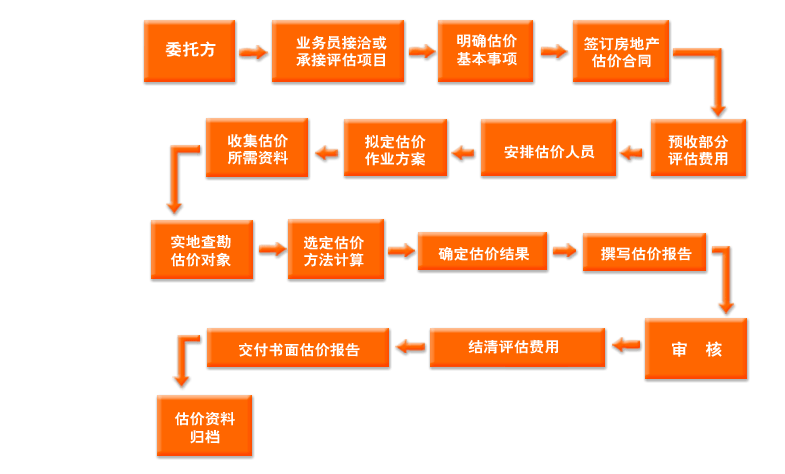 委托方
业务员接洽或
承接评估项目
明确估价
基本事项
签订房地产
估价合同
预收部分
评估费用
安排估价人员
拟定估价
作业方案
收集估价
所需资料
实地查勘
估价对象
选定估价
方法计算
确定估价结果
撰写估价报告
审 核
结清评估费用
交付书面估价报告
估价资料
归档